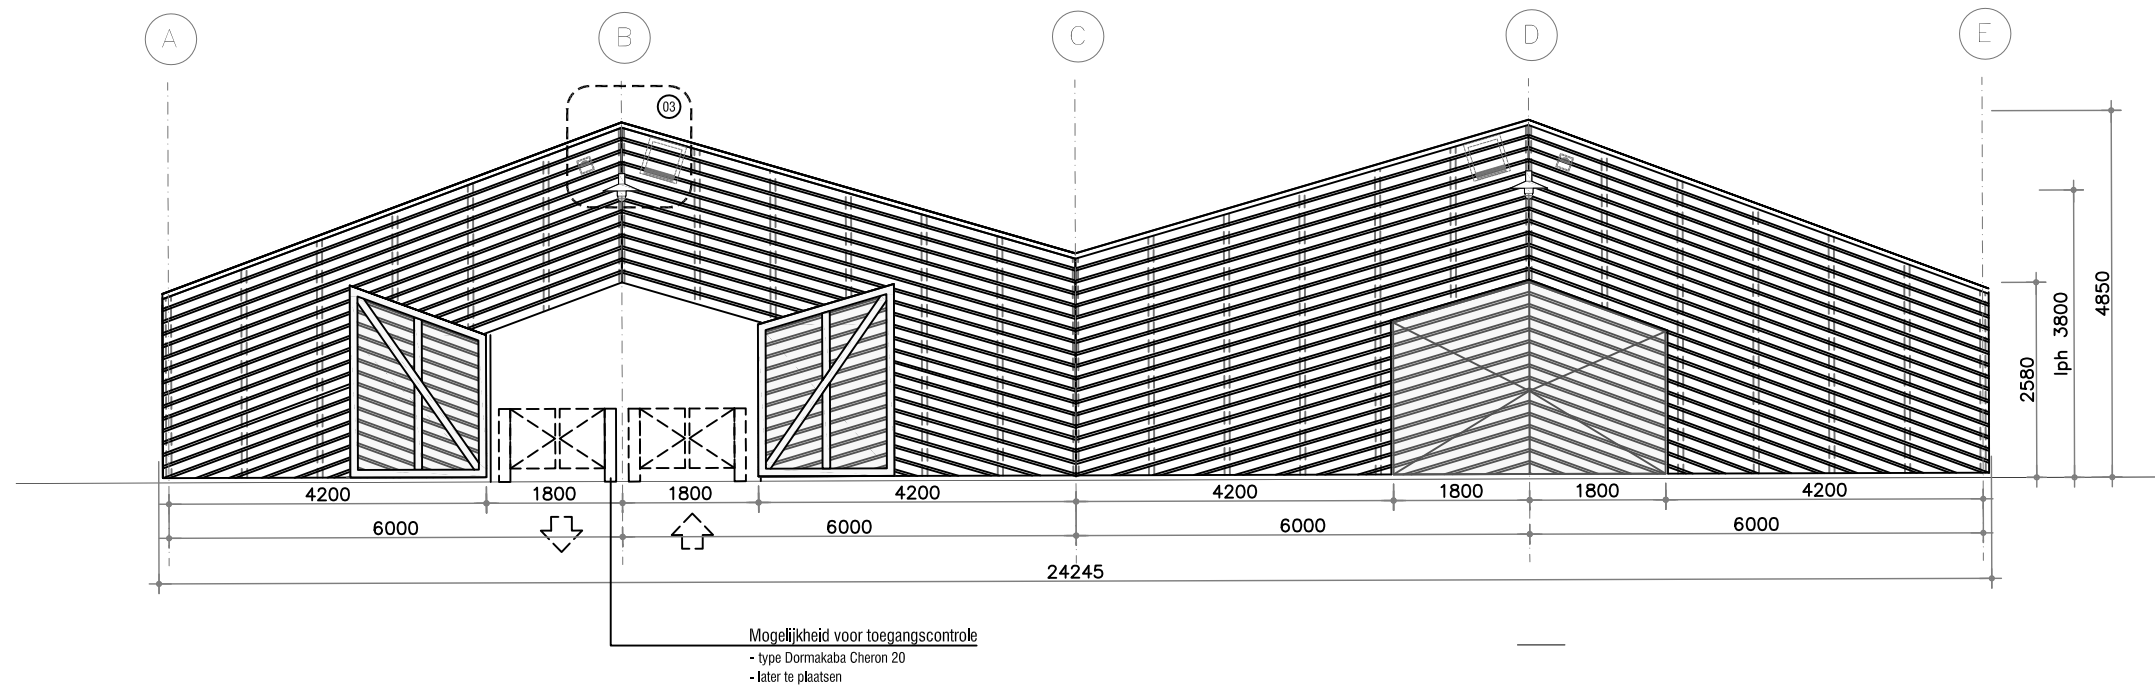 A B C D E
03
4850
lph 3800
2580
4200 1800 1800 4200 4200 1800 1800 4200
6000 6000 6000 6000
24245
Mogelijkheid voor toegangscontrole
- type Dormakaba Cheron 20
- later te plaatsen